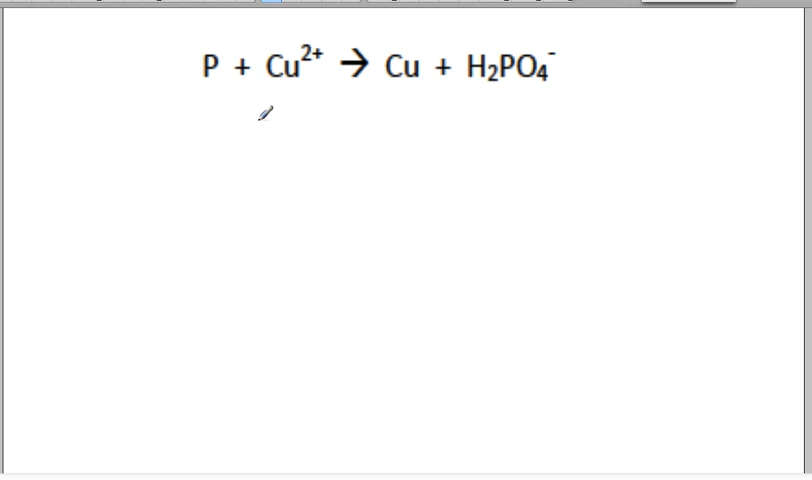 P + Cu²⁺ → Cu + H₂PO₄⁻